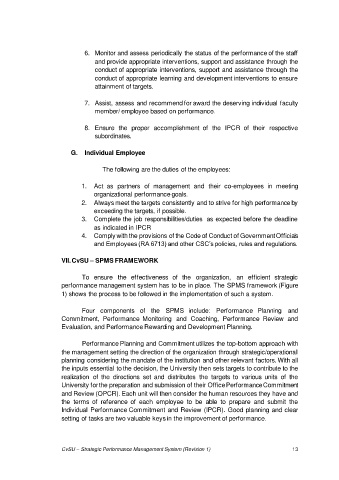 6. Monitor and assess periodically the status of the performance of the staff
and provide appropriate interventions, support and assistance through the
conduct of appropriate interventions, support and assistance through the
conduct of appropriate learning and development interventions to ensure
attainment of targets.
7. Assist, assess and recommend for award the deserving individual faculty
member/ employee based on performance.
8. Ensure the proper accomplishment of the IPCR of their respective
subordinates.
G. Individual Employee
The following are the duties of the employees:
1. Act as partners of management and their co-employees in meeting
organizational performance goals.
2. Always meet the targets consistently and to strive for high performance by
exceeding the targets, if possible.
3. Complete the job responsibilities/duties as expected before the deadline
as indicated in IPCR
4. Comply with the provisions of the Code of Conduct of Government Officials
and Employees (RA 6713) and other CSC's policies, rules and regulations.
VII. CvSU – SPMS FRAMEWORK
To ensure the effectiveness of the organization, an efficient strategic
performance management system has to be in place. The SPMS framework (Figure
1) shows the process to be followed in the implementation of such a system.
Four components of the SPMS include: Performance Planning and
Commitment, Performance Monitoring and Coaching, Performance Review and
Evaluation, and Performance Rewarding and Development Planning.
Performance Planning and Commitment utilizes the top-bottom approach with
the management setting the direction of the organization through strategic/operational
planning considering the mandate of the institution and other relevant factors. With all
the inputs essential to the decision, the University then sets targets to contribute to the
realization of the directions set and distributes the targets to various units of the
University for the preparation and submission of their Office Performance Commitment
and Review (OPCR). Each unit will then consider the human resources they have and
the terms of reference of each employee to be able to prepare and submit the
Individual Performance Commitment and Review (IPCR). Good planning and clear
setting of tasks are two valuable keys in the improvement of performance.
CvSU – Strategic Performance Management System (Revision 1) 13